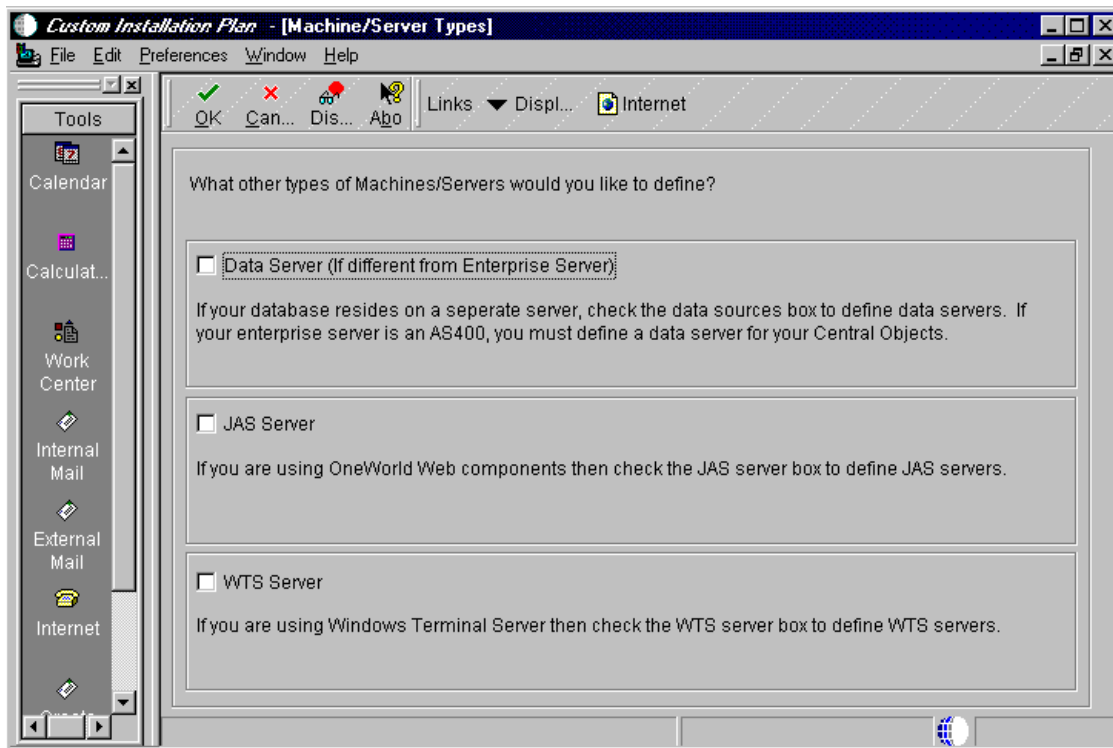 Custom Installation Plan - [Machine/Server Types]
File Edit Preferences Window Help
Tools
OK Can... Dis... Abo
Links Displ... Internet
Calendar
Calculat...
Work
Center
Internal
Mail
External
Mail
Internet
What other types of Machines/Servers would you like to define?
Data Server (If different from Enterprise Server)
If your database resides on a seperate server, check the data sources box to define data servers. If
your enterprise server is an AS400, you must define a data server for your Central Objects.
JAS Server
If you are using OneWorld Web components then check the JAS server box to define JAS servers.
WTS Server
If you are using Windows Terminal Server then check the WTS server box to define WTS servers.